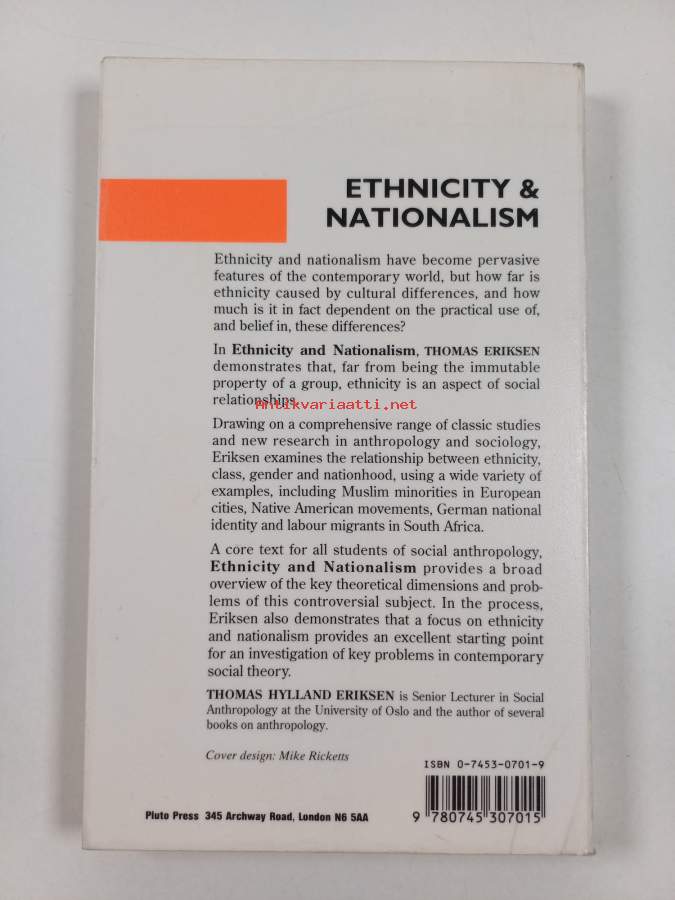 ETHNICITY &
NATIONALISM
Ethnicity and nationalism have become pervasive
features of the contemporary world, but how far is
ethnicity caused by cultural differences, and how
much is it in fact dependent on the practical use of,
and belief in, these differences?
In Ethnicity and Nationalism, THOMAS ERIKSEN
demonstrates that, far from being the immutable
property of a group, ethnicity is an aspect of social
relationships.
Antikvariaatti.net
Drawing on a comprehensive range of classic studies
and new research in anthropology and sociology,
Eriksen examines the relationship between ethnicity,
class, gender and nationhood, using a wide variety of
examples, including Muslim minorities in European
cities, Native American movements, German national
identity and labour migrants in South Africa.
A core text for all students of social anthropology,
Ethnicity and Nationalism provides a broad
overview of the key theoretical dimensions and prob-
lems of this controversial subject. In the process,
Eriksen also demonstrates that a focus on ethnicity
and nationalism provides an excellent starting point
for an investigation of key problems in contemporary
social theory.
THOMAS HYLLAND ERIKSEN is Senior Lecturer in Social
Anthropology at the University of Oslo and the author of several
books on anthropology.
Cover design: Mike Ricketts
ISBN 0-7453-0701-9
Pluto Press 345 Archway Road, London N6 5AA
9 780745 307015